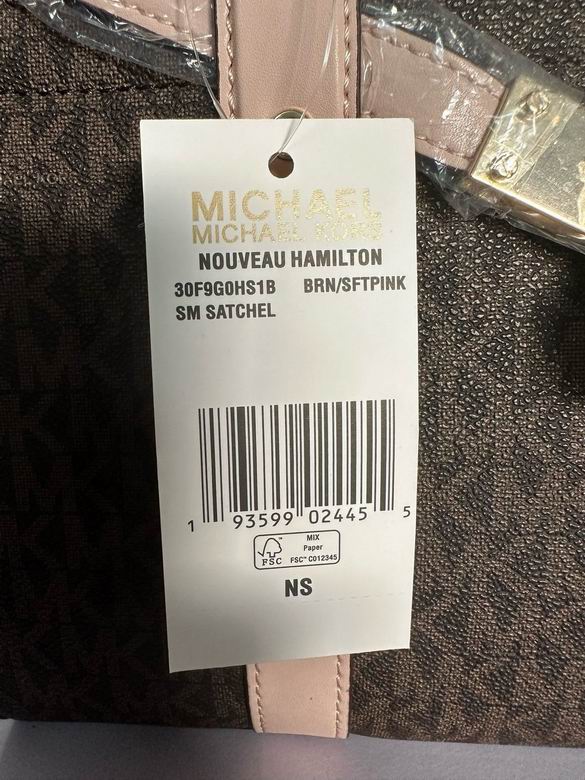 MICHAEL
MICHAEL KORS
NOUVEAU HAMILTON
30F9G0HS1B BRN/SFTPINK
SM SATCHEL
1 93599 02445 5
FSC
MIX
Paper
FSC™ C012345
NS